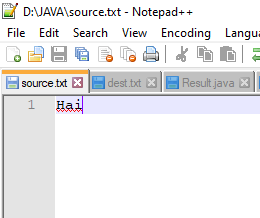 D:\JAVA\source.txt - Notepad++
File Edit Search View Encoding Langua
source.txt dest.txt Result.java
1 Hai